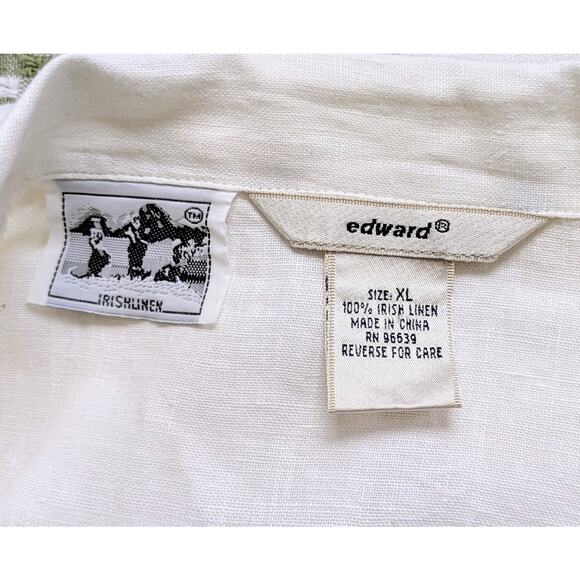 TM
IRISHLINEN
edward®
SIZE: XL
100% IRISH LINEN
MADE IN CHINA
RN 96639
REVERSE FOR CARE